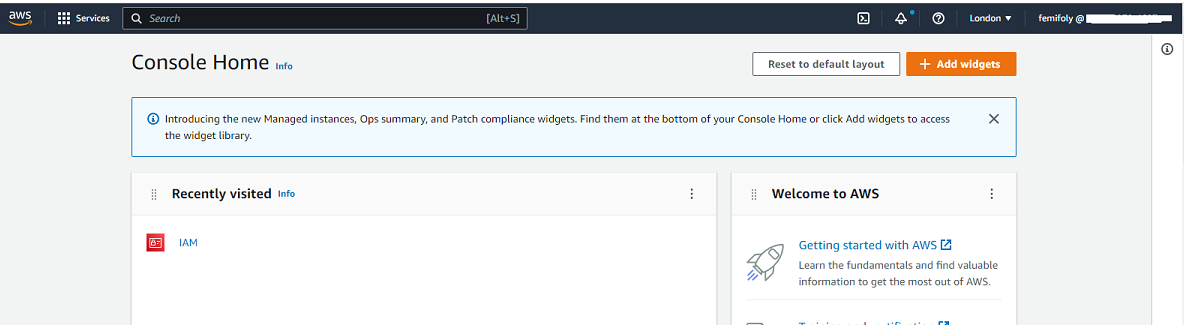 aws Services Search [Alt+S] London ▼ femifoly @
Console Home Info Reset to default layout + Add widgets
Introducing the new Managed instances, Ops summary, and Patch compliance widgets. Find them at the bottom of your Console Home or click Add widgets to access
the widget library.
Recently visited Info
Welcome to AWS
IAM
Getting started with AWS
Learn the fundamentals and find valuable
information to get the most out of AWS.